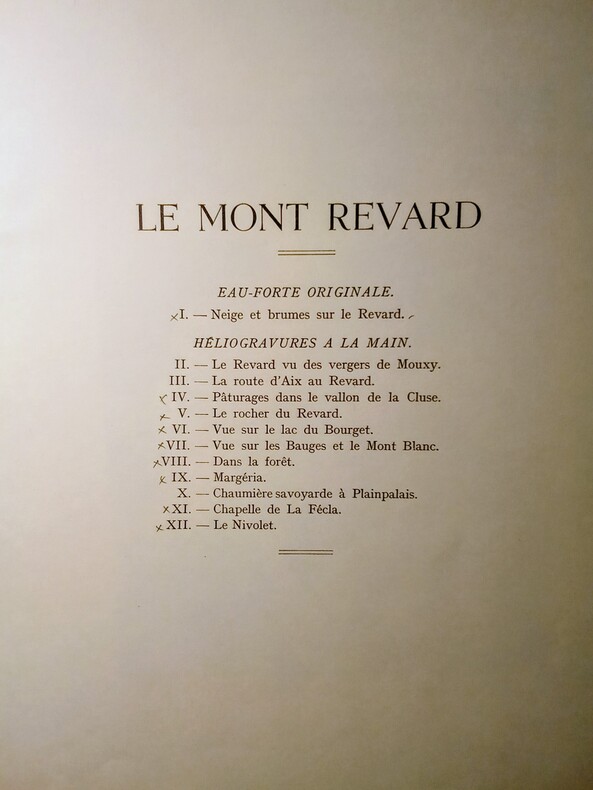 LE MONT REVARD
EAU-FORTE ORIGINALE.
I. — Neige et brumes sur le Revard.
HÉLIOGRAVURES A LA MAIN.
II. — Le Revard vu des vergers de Mouxy.
III. — La route d'Aix au Revard.
IV. — Pâturages dans le vallon de la Cluse.
V. — Le rocher du Revard.
VI. — Vue sur le lac du Bourget.
VII. — Vue sur les Bauges et le Mont Blanc.
VIII. — Dans la forêt.
IX. — Margéria.
X. — Chaumière savoyarde à Plainpalais.
XI. — Chapelle de La Fécla.
XII. — Le Nivolet.